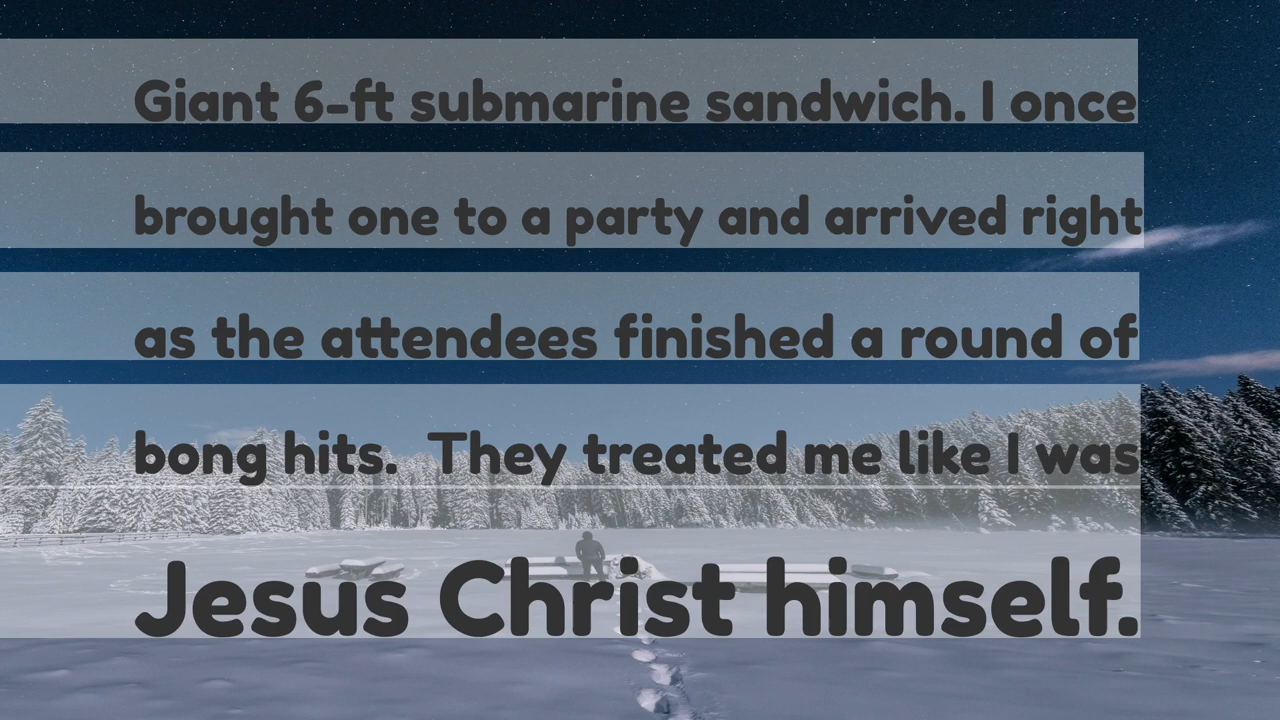 Giant 6-ft submarine sandwich. I once
brought one to a party and arrived right
as the attendees finished a round of
bong hits.  They treated me like I was
Jesus Christ himself.